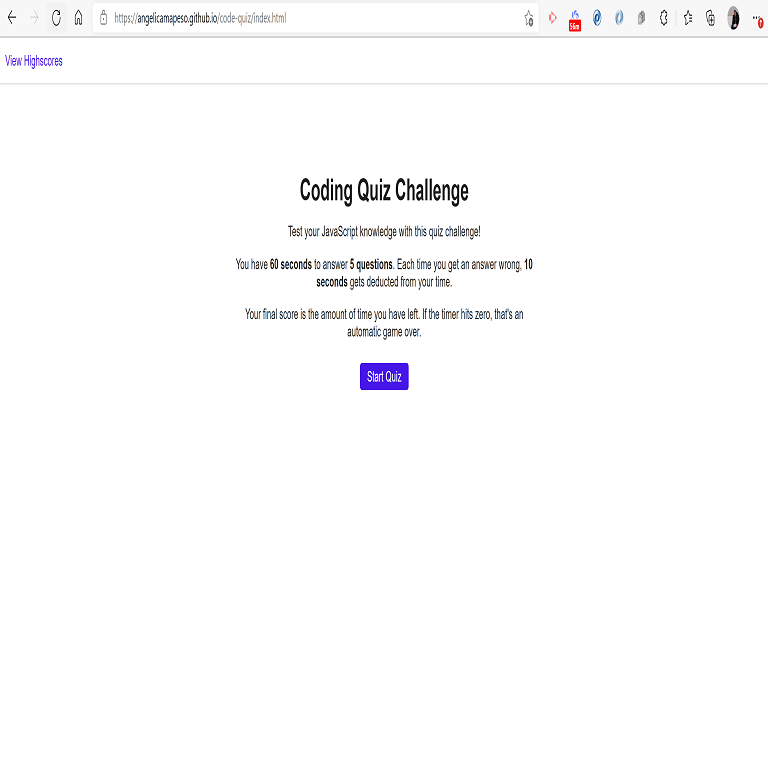 https://angelicamapeso.github.io/code-quiz/index.html
56m
View Highscores
Coding Quiz Challenge
Test your JavaScript knowledge with this quiz challenge!
You have 60 seconds to answer 5 questions. Each time you get an answer wrong, 10
seconds gets deducted from your time.
Your final score is the amount of time you have left. If the timer hits zero, that's an
automatic game over.
Start Quiz